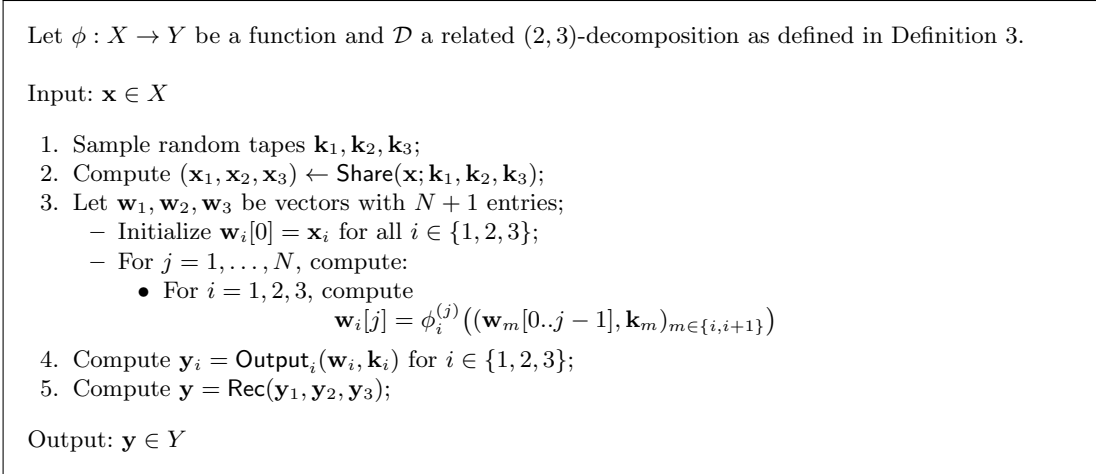 Let ϕ : X → Y be a function and 𝒟 a related (2, 3)-decomposition as defined in Definition 3.
Input: x ∈ X
1. Sample random tapes k₁, k₂, k₃;
2. Compute (x₁, x₂, x₃) ← Share(x; k₁, k₂, k₃);
3. Let w₁, w₂, w₃ be vectors with N + 1 entries;
– Initialize wᵢ[0] = xᵢ for all i ∈ {1, 2, 3};
– For j = 1, . . . , N, compute:
• For i = 1, 2, 3, compute
wᵢ[j] = ϕᵢ⁽ʲ⁾((wₘ[0..j − 1], kₘ)_{m∈{i,i+1}})
4. Compute yᵢ = Outputᵢ(wᵢ, kᵢ) for i ∈ {1, 2, 3};
5. Compute y = Rec(y₁, y₂, y₃);
Output: y ∈ Y